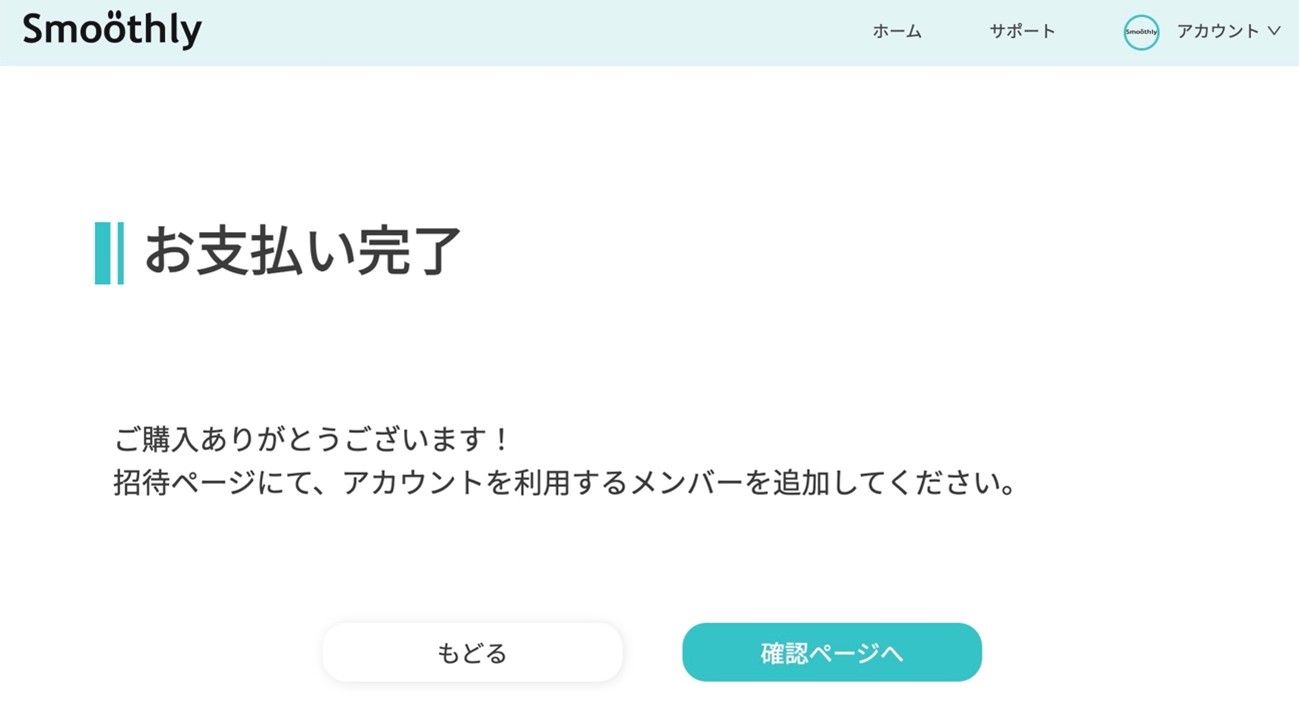 Smoöthly
ホーム
サポート
Smoöthly
アカウント
お支払い完了
ご購入ありがとうございます！
招待ページにて、アカウントを利用するメンバーを追加してください。
もどる
確認ページへ